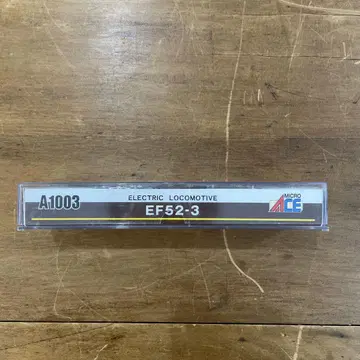 A1003
ELECTRIC LOCOMOTIVE
EF52-3
MICRO
ACE